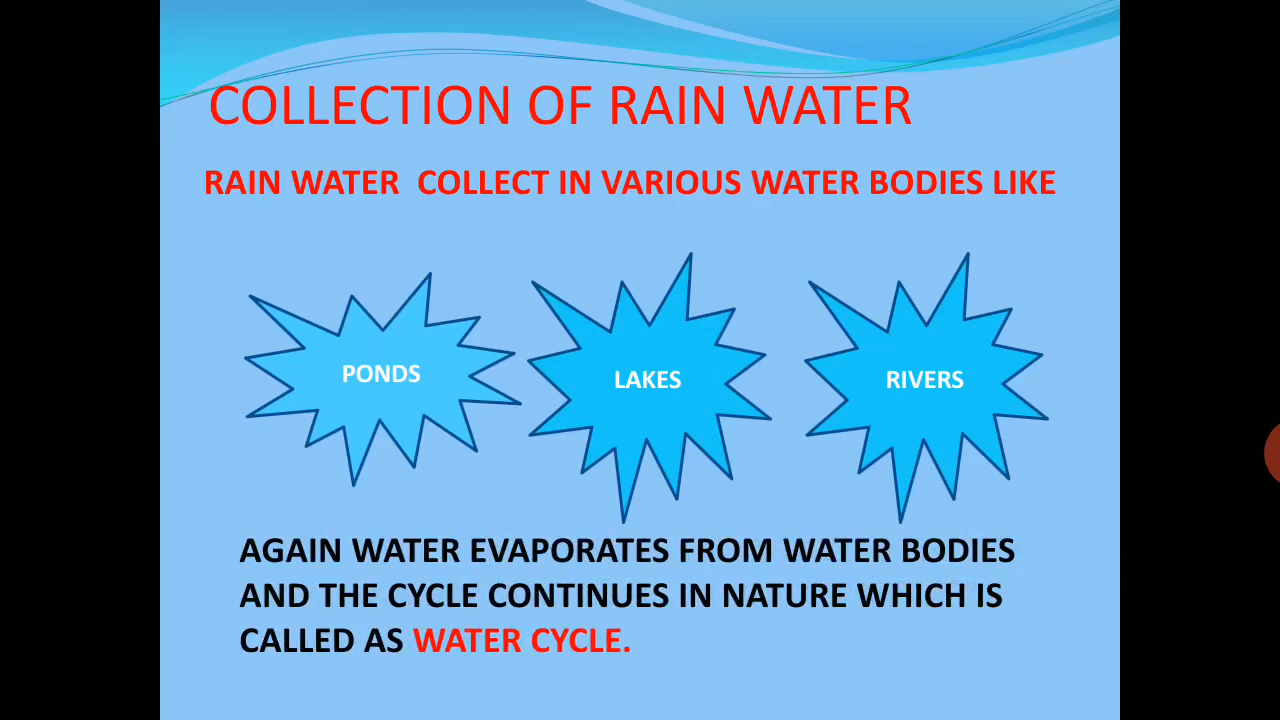 COLLECTION OF RAIN WATER
RAIN WATER COLLECT IN VARIOUS WATER BODIES LIKE
PONDS
LAKES
RIVERS
AGAIN WATER EVAPORATES FROM WATER BODIES
AND THE CYCLE CONTINUES IN NATURE WHICH IS
CALLED AS WATER CYCLE.